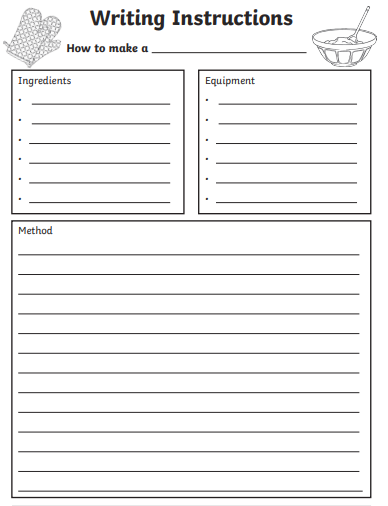 Writing Instructions
How to make a
Ingredients
Equipment
Method